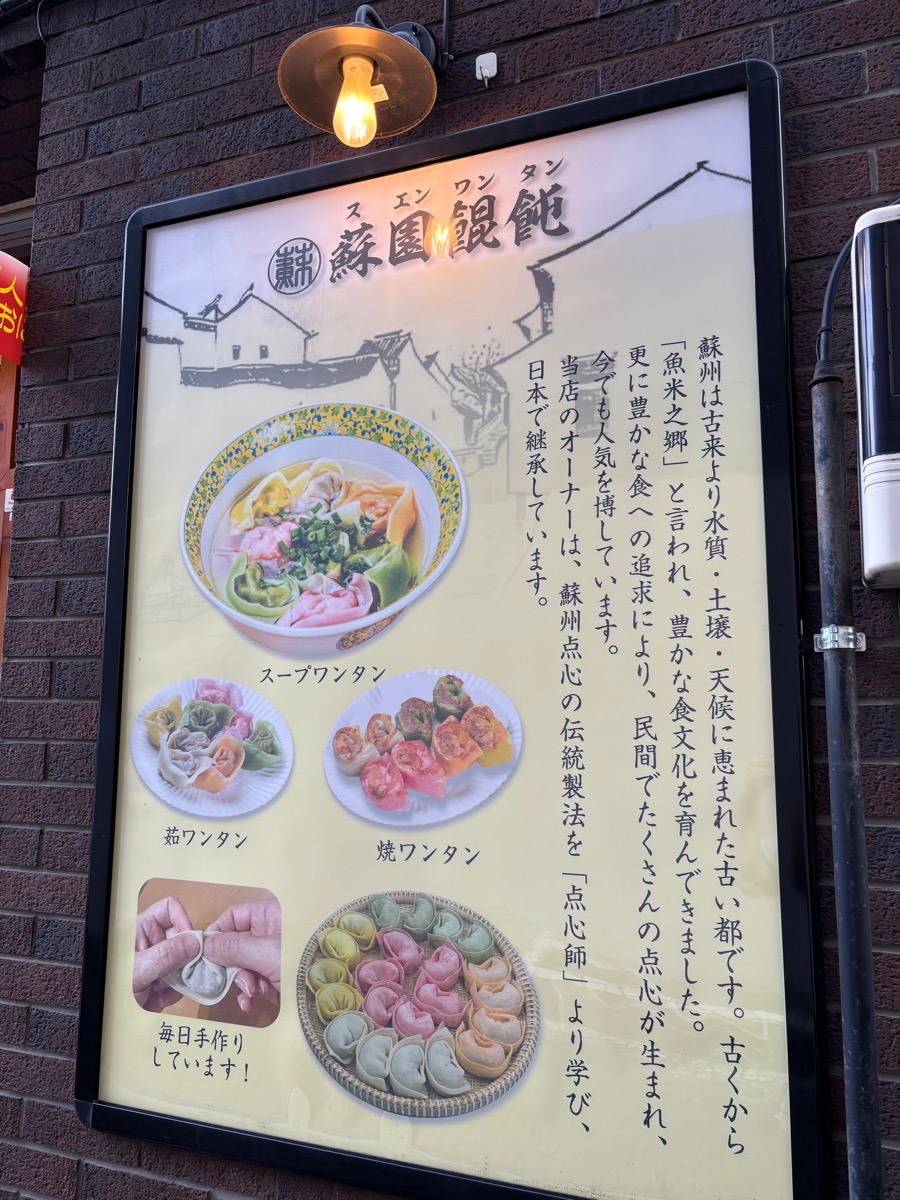 ス エン ワン タン
蘇 蘇園餛飩
蘇州は古来より水質・土壌・天候に恵まれた古い都です。古くから
「魚米之郷」と言われ、豊かな食文化を育んできました。
更に豊かな食への追求により、民間でたくさんの点心が生まれ、
今でも人気を博しています。
当店のオーナーは、蘇州点心の伝統製法を「点心師」より学び、
日本で継承しています。
スープワンタン
茹ワンタン
焼ワンタン
毎日手作り
しています！